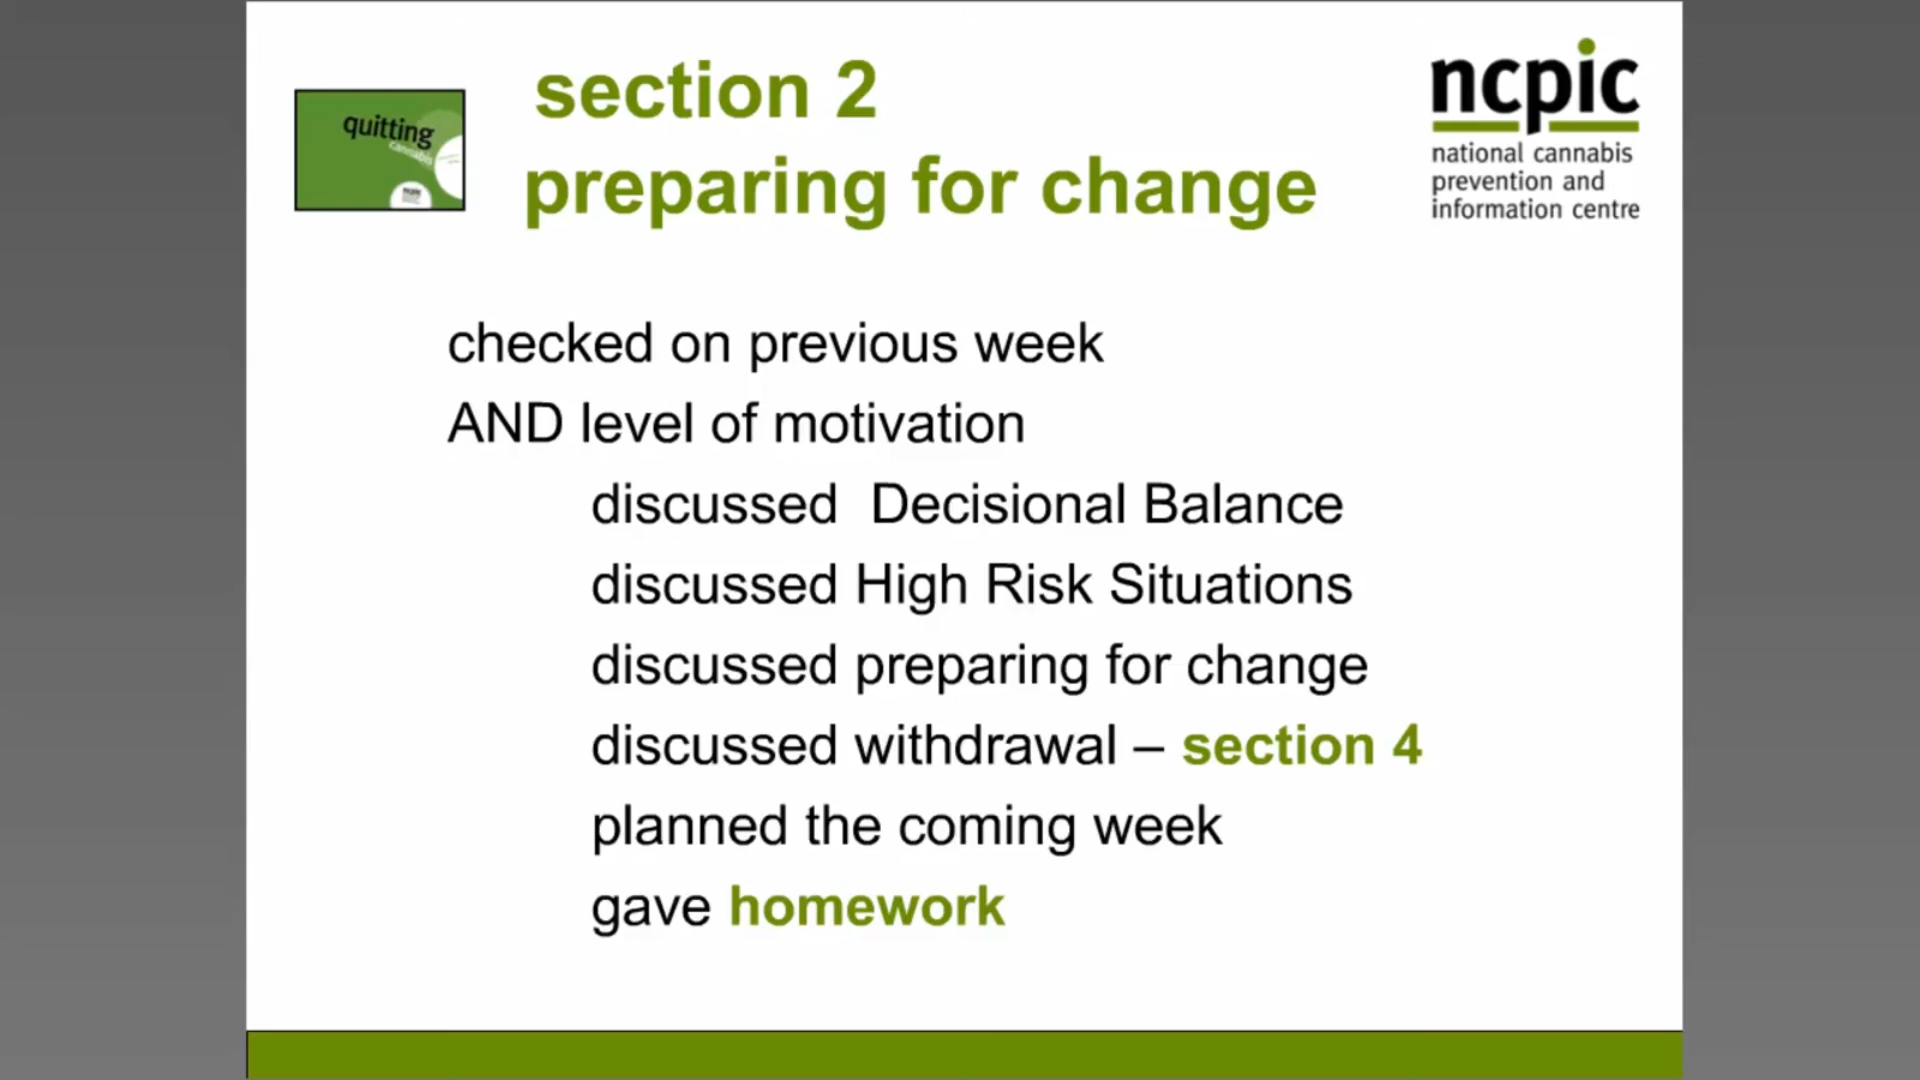 section 2
preparing for change
quitting
cannabis
ncpic
national cannabis
prevention and
information centre
checked on previous week
AND level of motivation
discussed Decisional Balance
discussed High Risk Situations
discussed preparing for change
discussed withdrawal – section 4
planned the coming week
gave homework